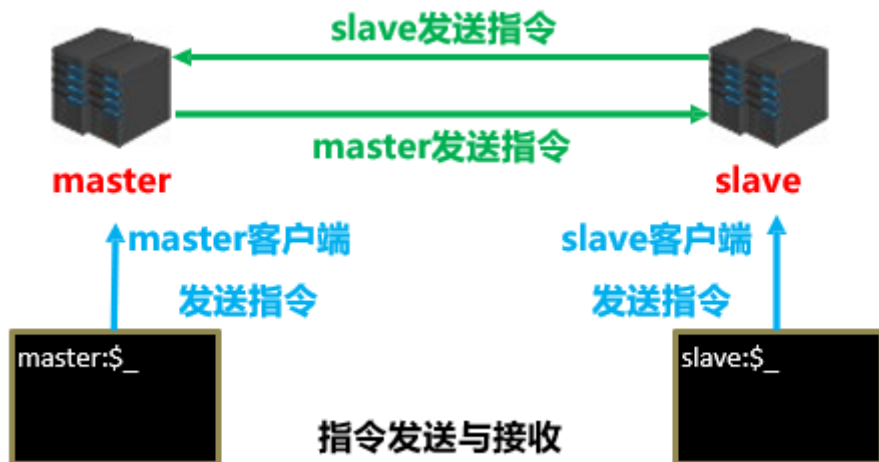 slave发送指令
master发送指令
master
slave
master客户端
发送指令
slave客户端
发送指令
master:$_
slave:$_
指令发送与接收